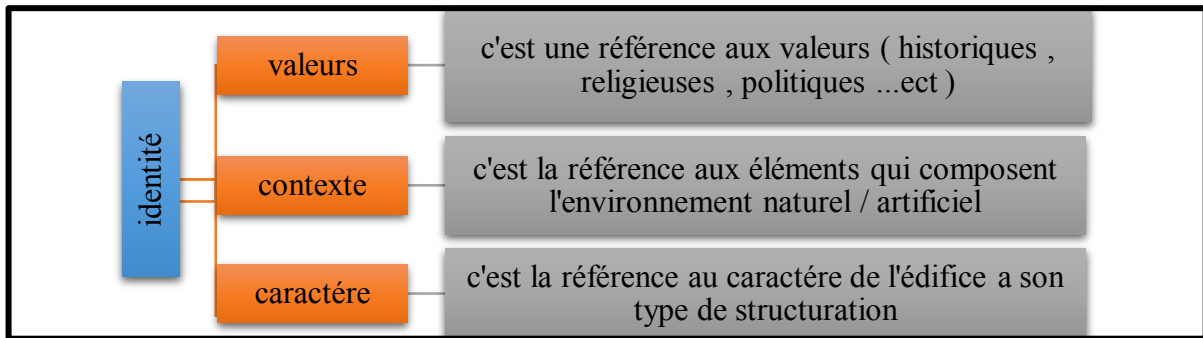 identité
valeurs
c'est une référence aux valeurs ( historiques ,
religieuses , politiques ...ect )
contexte
c'est la référence aux éléments qui composent
l'environnement naturel / artificiel
caractére
c'est la référence au caractére de l'édifice a son
type de structuration